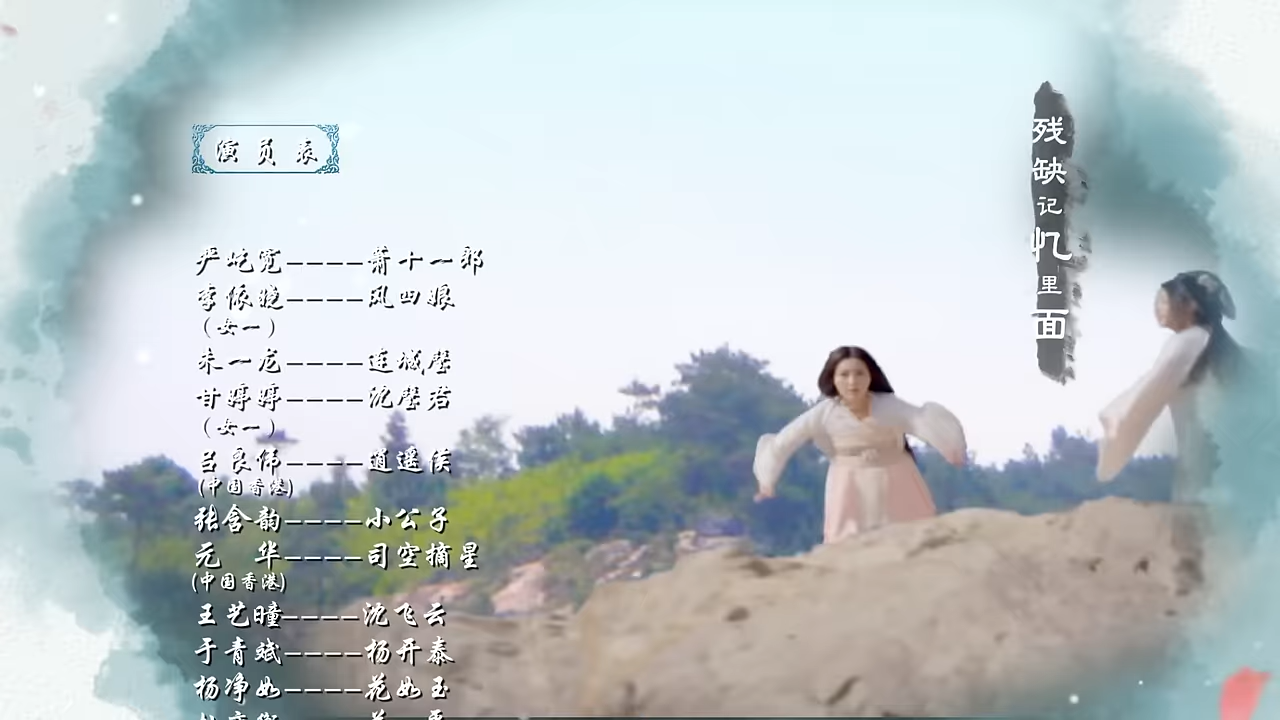 演员表
严屹宽----萧十一郎
李依晓----风四娘
(女一)
朱一龙----连城璧
甘婷婷----沈璧君
(女一)
吕良伟----逍遥侯
(中国香港)
张含韵----小公子
元 华----司空摘星
(中国香港)
王艺瞳----沈飞云
于青斌----杨开泰
杨净如----花如玉
残缺记忆里面